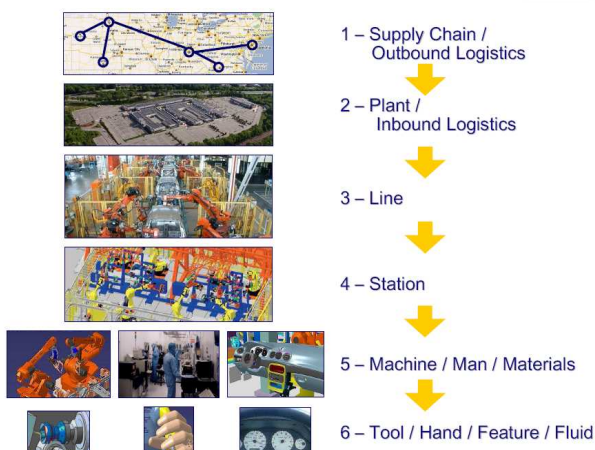 1 – Supply Chain /
Outbound Logistics
2 – Plant /
Inbound Logistics
3 – Line
4 – Station
5 – Machine / Man / Materials
6 – Tool / Hand / Feature / Fluid